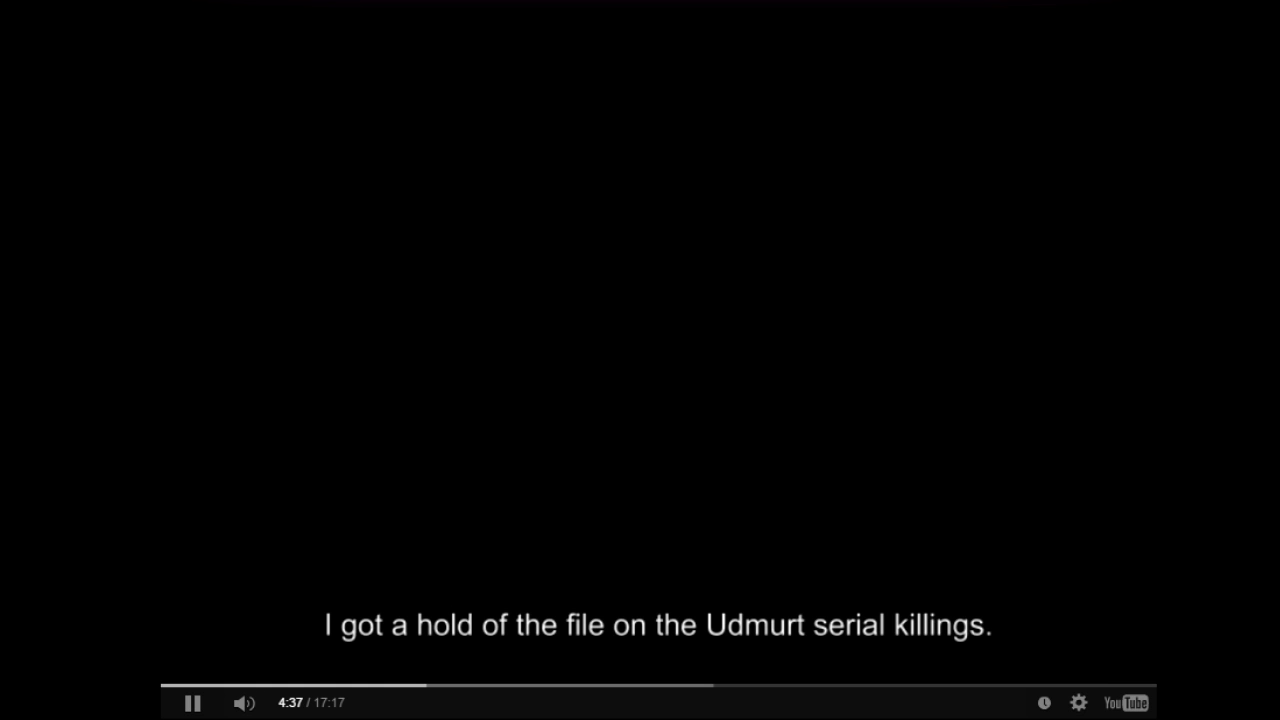 I got a hold of the file on the Udmurt serial killings.
4:37 / 17:17
YouTube